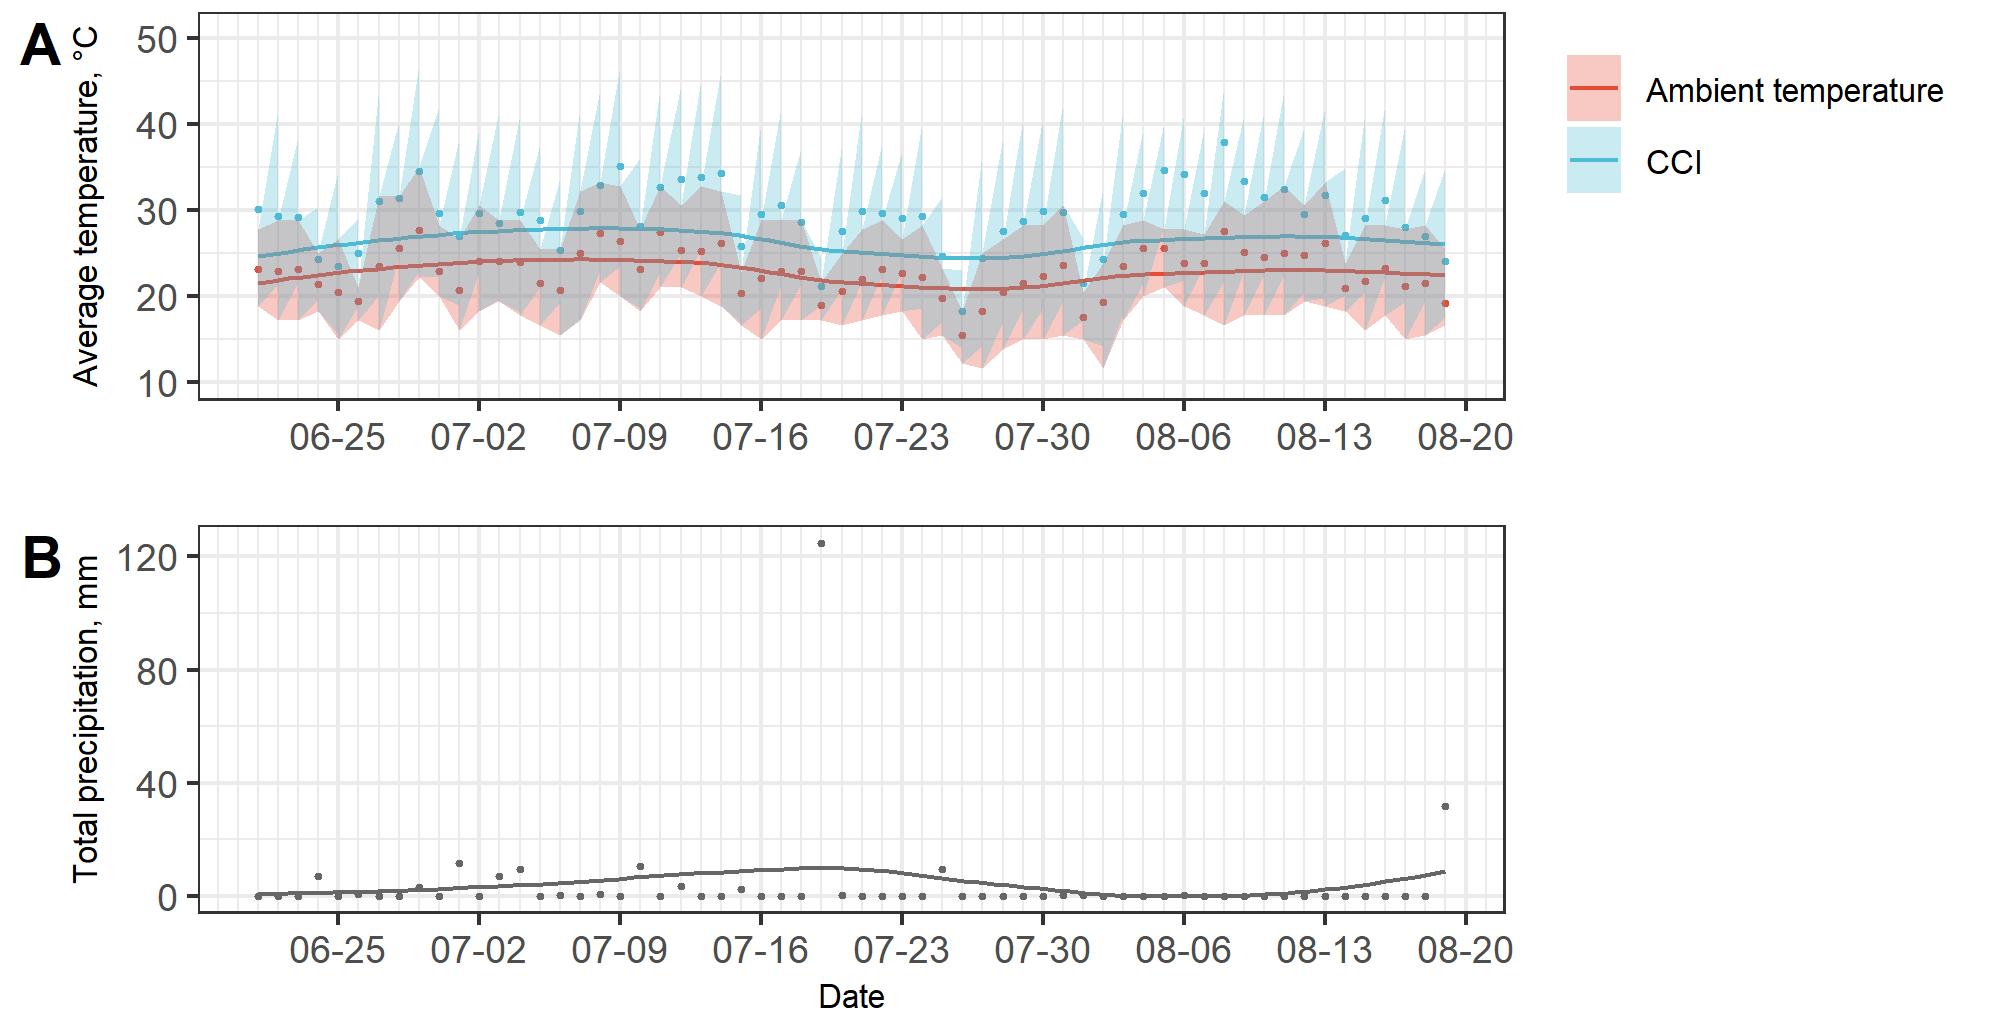 A
Average temperature, °C
50
40
30
20
10
06-25 07-02 07-09 07-16 07-23 07-30 08-06 08-13 08-20
Ambient temperature
CCI
B
Total precipitation, mm
120
80
40
0
06-25 07-02 07-09 07-16 07-23 07-30 08-06 08-13 08-20
Date